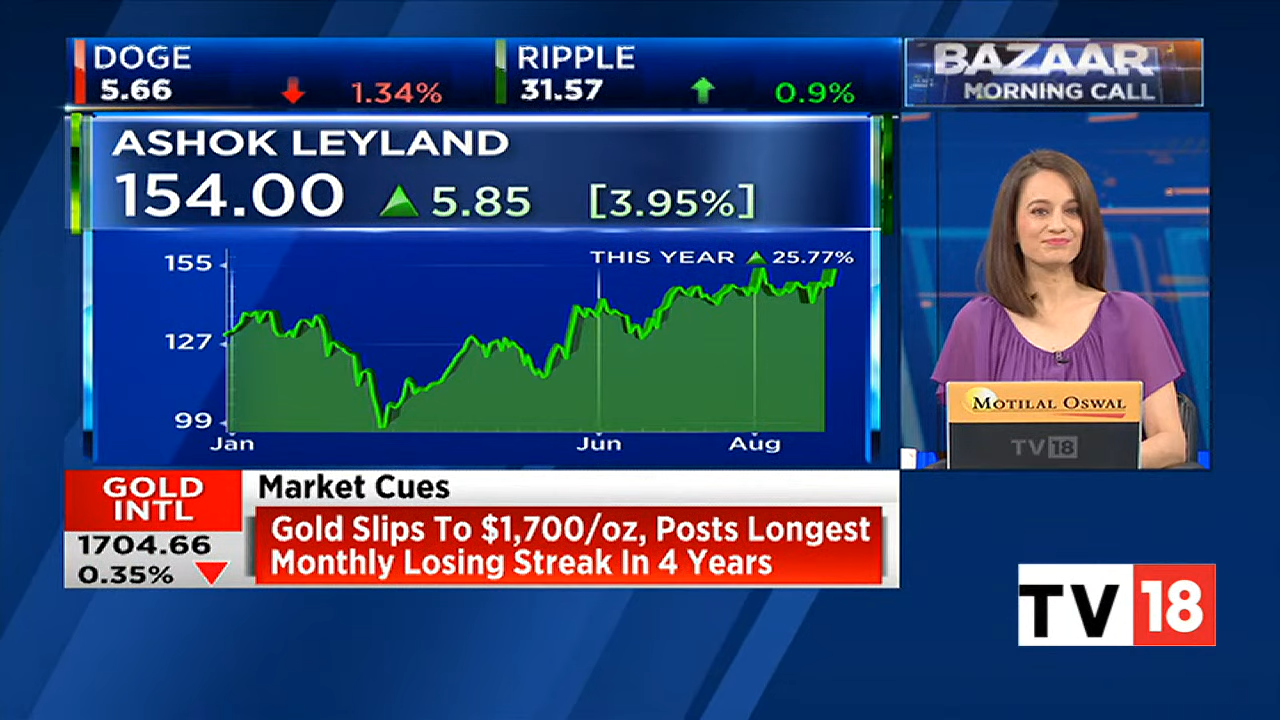 DOGE
5.66 1.34%
RIPPLE
31.57 0.9%
BAZAAR
MORNING CALL
ASHOK LEYLAND
154.00 5.85 [3.95%]
THIS YEAR 25.77%
155
127
99
Jan Jun Aug
MOTILAL OSWAL
TV18
GOLD
INTL
1704.66
0.35%
Market Cues
Gold Slips To $1,700/oz, Posts Longest
Monthly Losing Streak In 4 Years
TV18